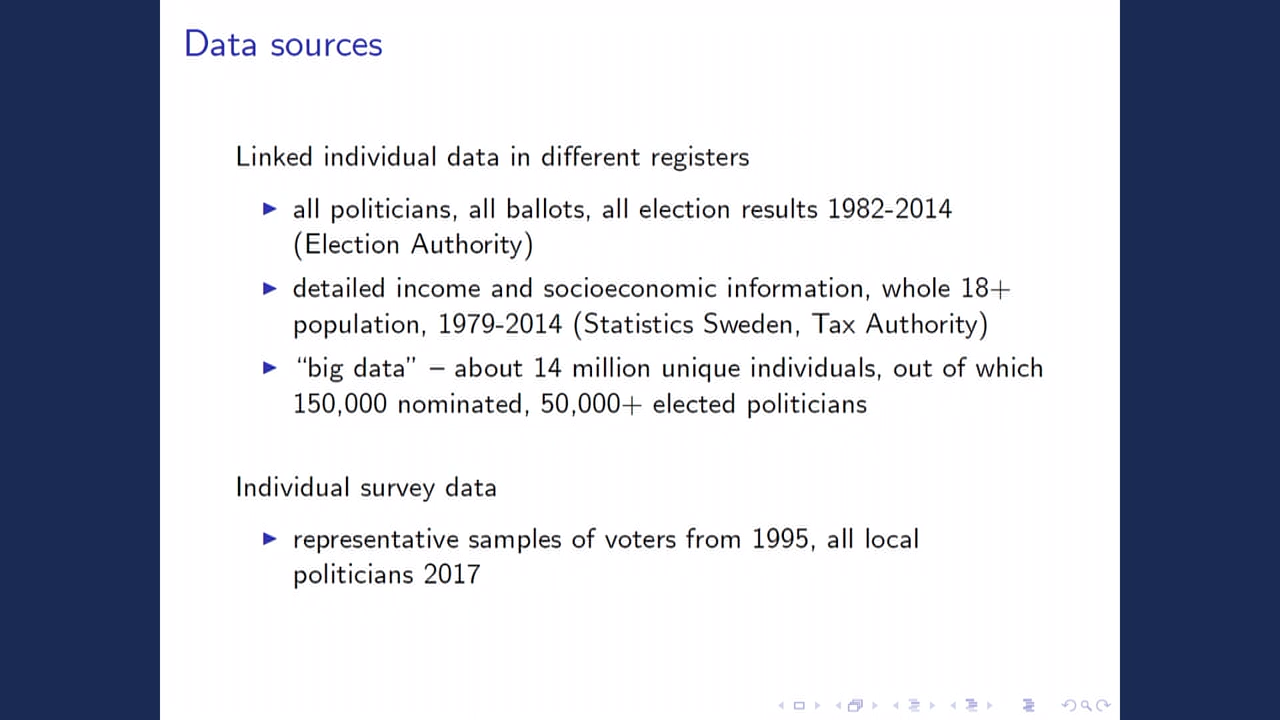 Data sources
Linked individual data in different registers
all politicians, all ballots, all election results 1982-2014
(Election Authority)
detailed income and socioeconomic information, whole 18+
population, 1979-2014 (Statistics Sweden, Tax Authority)
“big data” – about 14 million unique individuals, out of which
150,000 nominated, 50,000+ elected politicians
Individual survey data
representative samples of voters from 1995, all local
politicians 2017